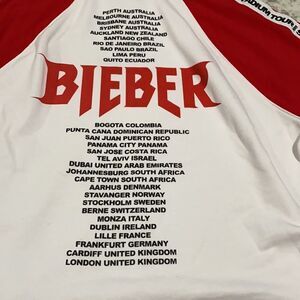 PERTH AUSTRALIA
MELBOURNE AUSTRALIA
BRISBANE AUSTRALIA
SYDNEY AUSTRALIA
AUCKLAND NEW ZEALAND
SANTIAGO CHILE
RIO DE JANEIRO BRAZIL
SAO PAULO BRAZIL
LIMA PERU
QUITO ECUADOR
BIEBER
BOGOTA COLOMBIA
PUNTA CANA DOMINICAN REPUBLIC
SAN JUAN PUERTO RICO
PANAMA CITY PANAMA
SAN JOSE COSTA RICA
TEL AVIV ISRAEL
DUBAI UNITED ARAB EMIRATES
JOHANNESBURG SOUTH AFRICA
CAPE TOWN SOUTH AFRICA
AARHUS DENMARK
STAVANGER NORWAY
STOCKHOLM SWEDEN
BERNE SWITZERLAND
MONZA ITALY
DUBLIN IRELAND
LILLE FRANCE
FRANKFURT GERMANY
CARDIFF UNITED KINGDOM
LONDON UNITED KINGDOM
TOUR